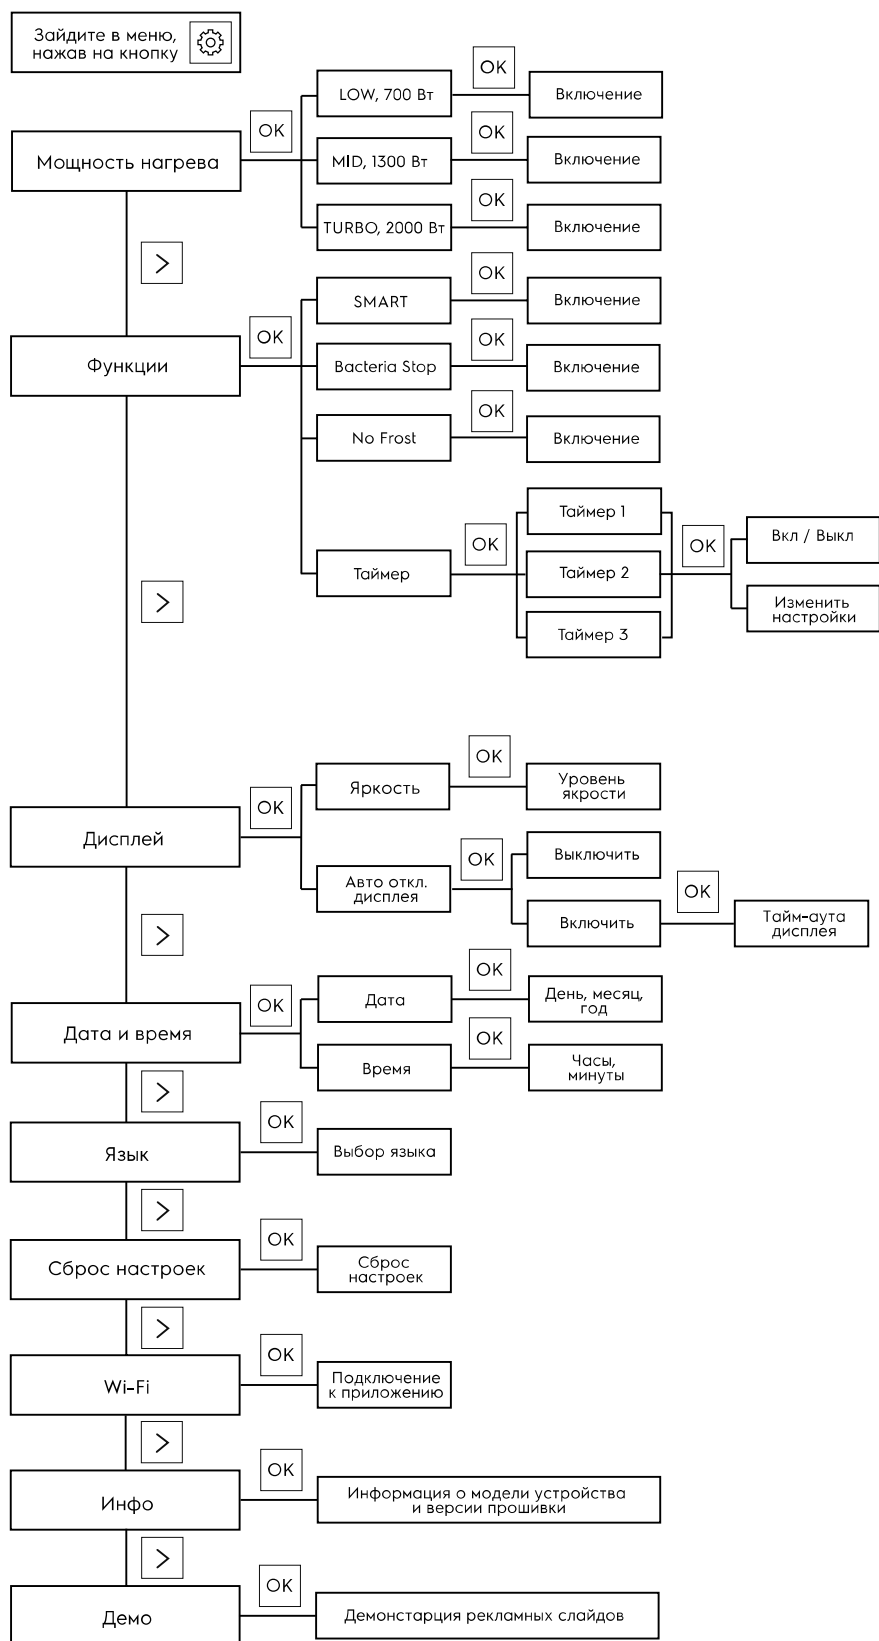 Зайдите в меню,
нажав на кнопку
Мощность нагрева
OK
LOW, 700 Вт
OK
Включение
MID, 1300 Вт
OK
Включение
TURBO, 2000 Вт
OK
Включение
>
Функции
OK
SMART
OK
Включение
Bacteria Stop
OK
Включение
No Frost
OK
Включение
Таймер
OK
Таймер 1
Таймер 2
Таймер 3
OK
Вкл / Выкл
Изменить
настройки
>
Дисплей
OK
Яркость
OK
Уровень
якрости
Авто откл.
дисплея
OK
Выключить
Включить
OK
Тайм-аута
дисплея
>
Дата и время
OK
Дата
OK
День, месяц,
год
Время
OK
Часы,
минуты
>
Язык
OK
Выбор языка
>
Сброс настроек
OK
Сброс
настроек
>
Wi-Fi
OK
Подключение
к приложению
>
Инфо
OK
Информация о модели устройства
и версии прошивки
>
Демо
OK
Демонстарция рекламных слайдов